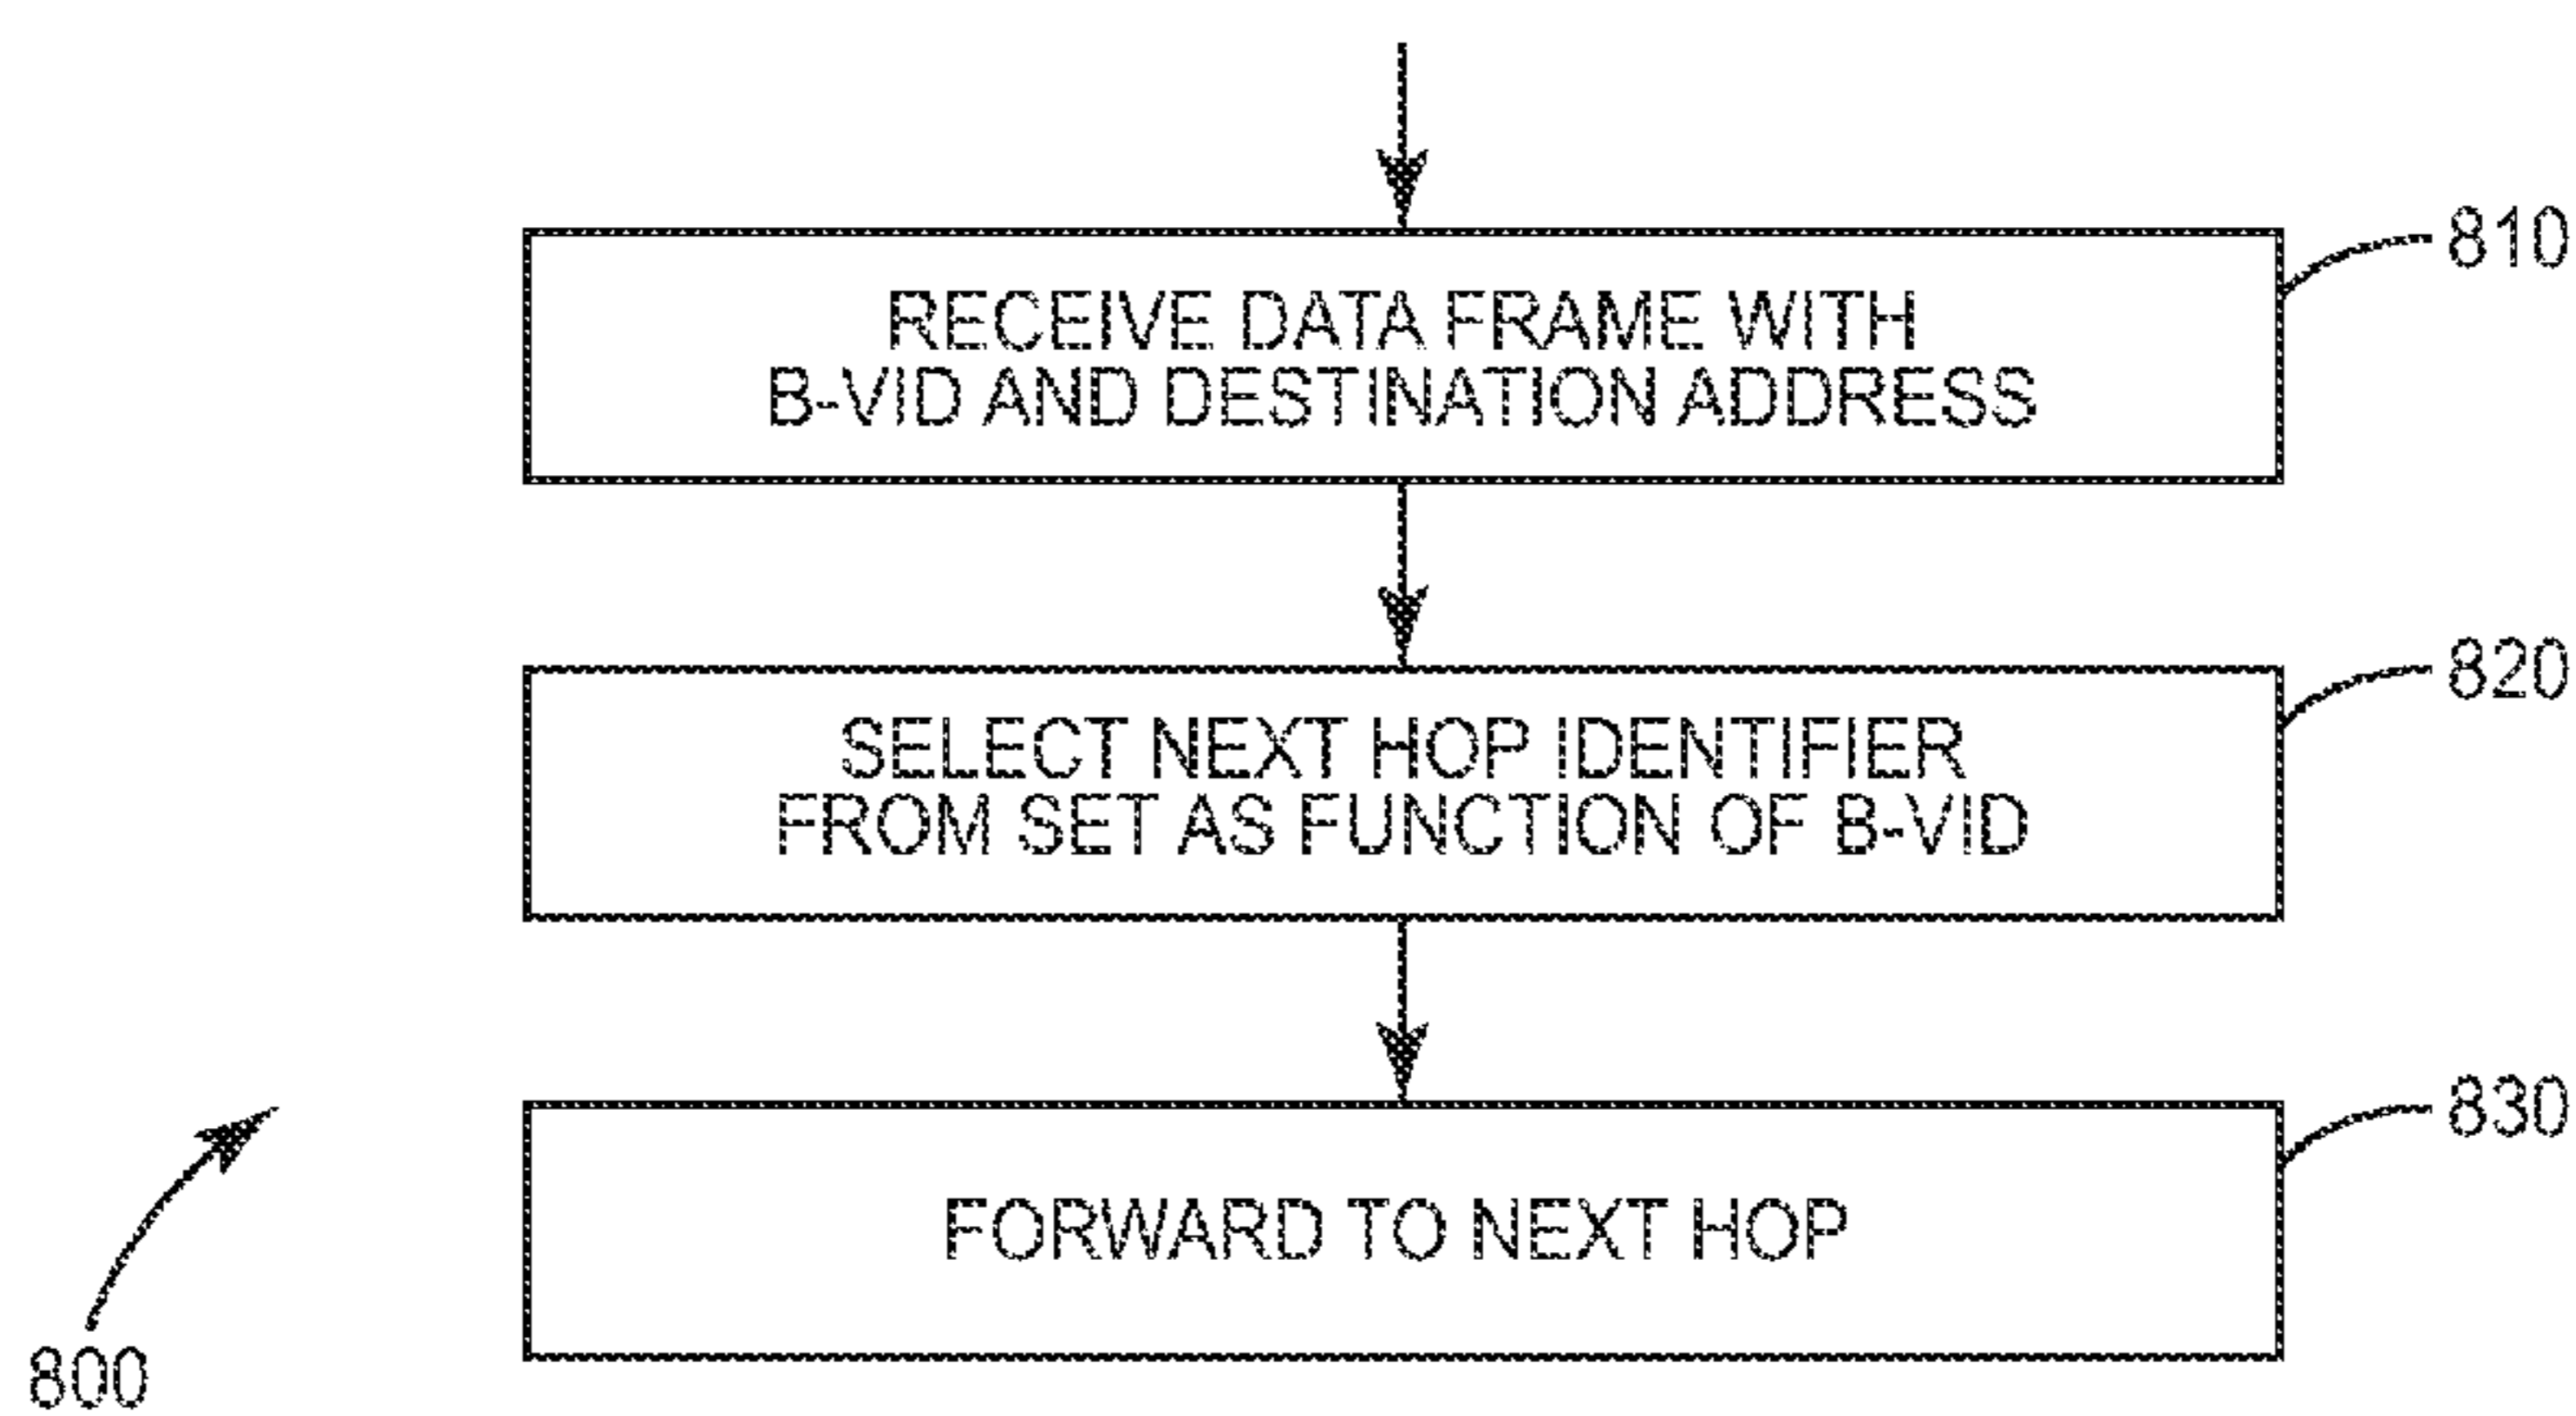 RECEIVE DATA FRAME WITH
B-VID AND DESTINATION ADDRESS
810
SELECT NEXT HOP IDENTIFIER
FROM SET AS FUNCTION OF B-VID
820
FORWARD TO NEXT HOP
830
800